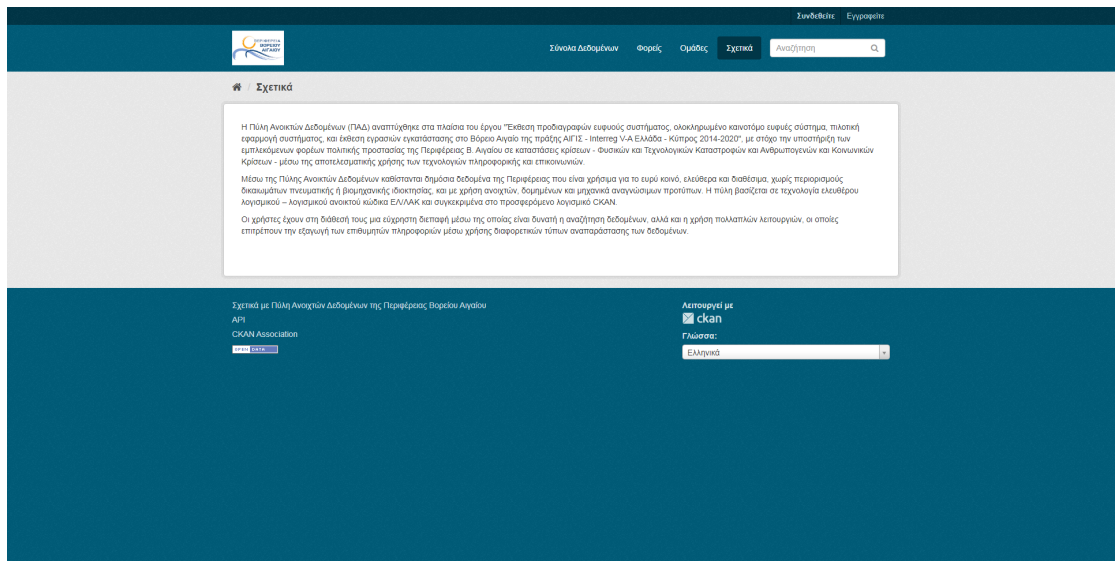 Συνδεθείτε Εγγραφείτε
ΠΕΡΙΦΕΡΕΙΑ
ΒΟΡΕΙΟΥ
ΑΙΓΑΙΟΥ
Σύνολα Δεδομένων Φορείς Ομάδες Σχετικά Αναζήτηση
/ Σχετικά
Η Πύλη Ανοικτών Δεδομένων (ΠΑΔ) αναπτύχθηκε στα πλαίσια του έργου "Έκθεση προδιαγραφών ευφυούς συστήματος, ολοκληρωμένο καινοτόμο ευφυές σύστημα, πιλοτική
εφαρμογή συστήματος, και έκθεση εγρασιών εγκατάστασης στο Βόρειο Αιγαίο της πράξης ΑΙΓΙΣ - Interreg V-A Ελλάδα - Κύπρος 2014-2020", με στόχο την υποστήριξη των
εμπλεκόμενων φορέων πολιτικής προστασίας της Περιφέρειας Β. Αιγαίου σε καταστάσεις κρίσεων - Φυσικών και Τεχνολογικών Καταστροφών και Ανθρωπογενών και Κοινωνικών
Κρίσεων - μέσω της αποτελεσματικής χρήσης των τεχνολογιών πληροφορικής και επικοινωνιών.
Μέσω της Πύλης Ανοικτών Δεδομένων καθίστανται δημόσια δεδομένα της Περιφέρειας που είναι χρήσιμα για το ευρύ κοινό, ελεύθερα και διαθέσιμα, χωρίς περιορισμούς
δικαιωμάτων πνευματικής ή βιομηχανικής ιδιοκτησίας, και με χρήση ανοιχτών, δομημένων και μηχανικά αναγνώσιμων προτύπων. Η πύλη βασίζεται σε τεχνολογία ελευθέρου
λογισμικού – λογισμικού ανοικτού κώδικα ΕΛ/ΛΑΚ και συγκεκριμένα στο προσφερόμενο λογισμικό CKAN.
Οι χρήστες έχουν στη διάθεσή τους μια εύχρηστη διεπαφή μέσω της οποίας είναι δυνατή η αναζήτηση δεδομένων, αλλά και η χρήση πολλαπλών λειτουργιών, οι οποίες
επιτρέπουν την εξαγωγή των επιθυμητών πληροφοριών μέσω χρήσης διαφορετικών τύπων αναπαράστασης των δεδομένων.
Σχετικά με Πύλη Ανοιχτών Δεδομένων της Περιφέρειας Βορείου Αιγαίου
API
CKAN Association
OPEN DATA
Λειτουργεί με
ckan
Γλώσσα:
Ελληνικά